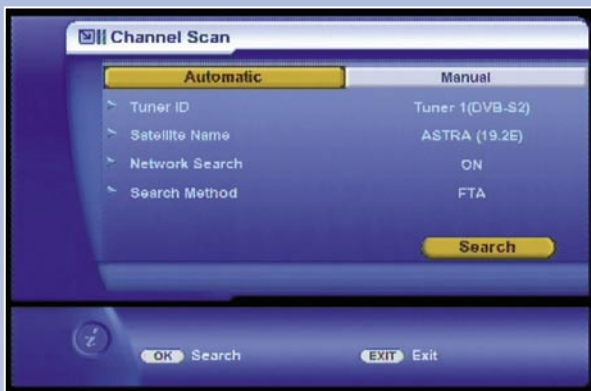 Channel Scan
Automatic Manual
Tuner ID Tuner 1(DVB-S2)
Satellite Name ASTRA (19.2E)
Network Search ON
Search Method FTA
Search
i
OK Search EXIT Exit